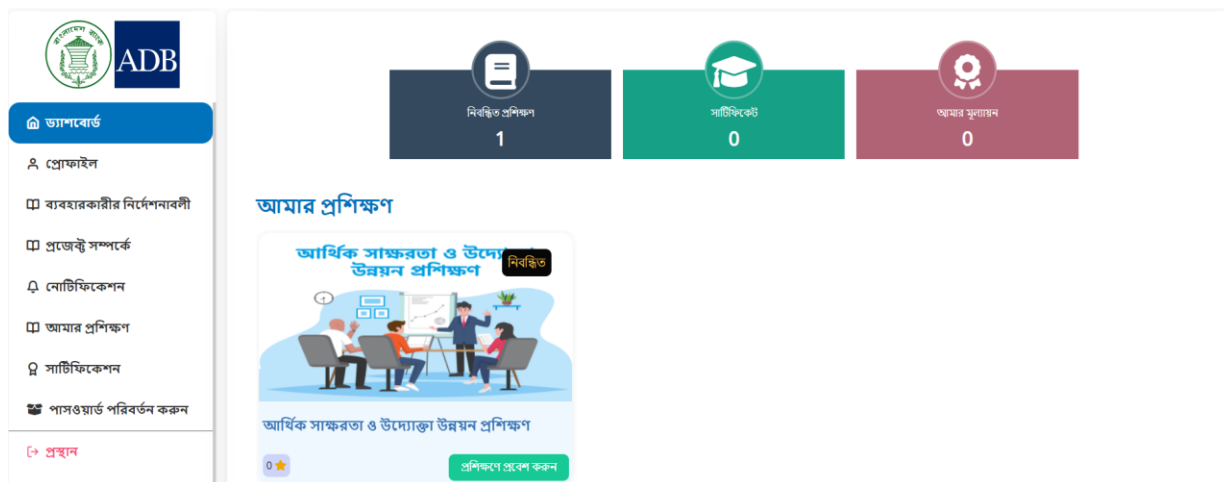 ADB
ড্যাশবোর্ড
প্রোফাইল
ব্যবহারকারীর নির্দেশনাবলী
প্রজেক্ট সম্পর্কে
নোটিফিকেশন
আমার প্রশিক্ষণ
সার্টিফিকেশন
পাসওয়ার্ড পরিবর্তন করুন
প্রস্থান
নিবন্ধিত প্রশিক্ষণ
1
সার্টিফিকেট
0
আমার মূল্যায়ন
0
আমার প্রশিক্ষণ
আর্থিক সাক্ষরতা ও
নিবন্ধিত
উন্নয়ন প্রশিক্ষণ
আর্থিক সাক্ষরতা ও উদ্যোক্তা উন্নয়ন প্রশিক্ষণ
0
প্রশিক্ষণে প্রবেশ করুন